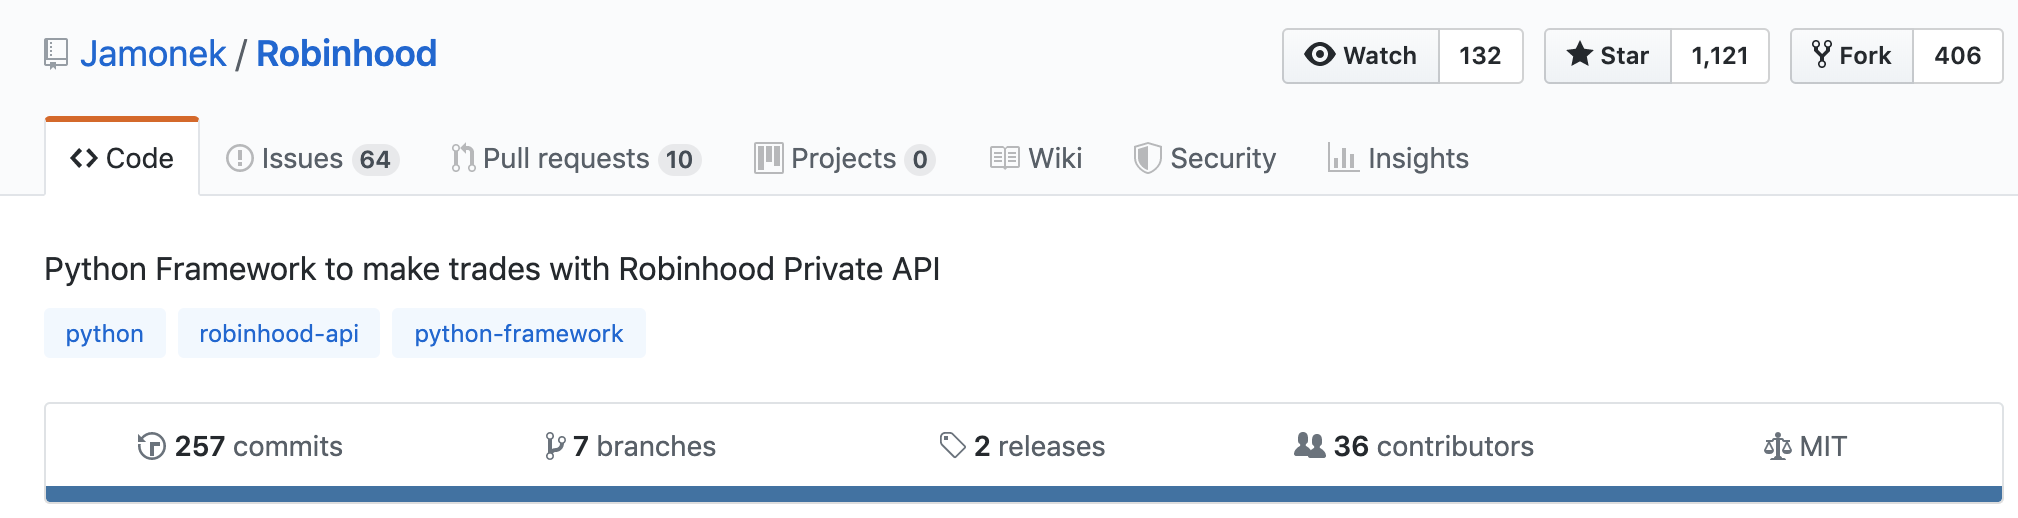 Jamonek / Robinhood
Watch 132 Star 1,121 Fork 406
Code Issues 64 Pull requests 10 Projects 0 Wiki Security Insights
Python Framework to make trades with Robinhood Private API
python robinhood-api python-framework
257 commits 7 branches 2 releases 36 contributors MIT